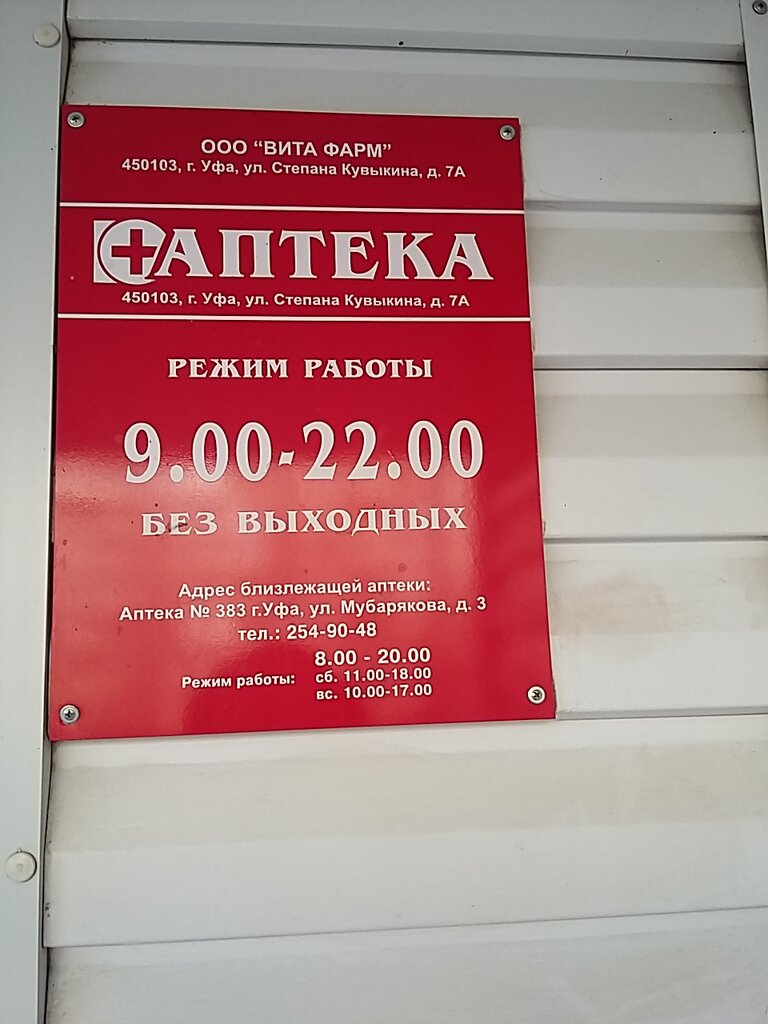 ООО “ВИТА ФАРМ”
450103, г. Уфа, ул. Степана Кувыкина, д. 7А
АПТЕКА
450103, г. Уфа, ул. Степана Кувыкина, д. 7А
РЕЖИМ РАБОТЫ
9.00-22.00
БЕЗ ВЫХОДНЫХ
Адрес близлежащей аптеки:
Аптека № 383 г.Уфа, ул. Мубарякова, д. 3
тел.: 254-90-48
8.00 - 20.00
Режим работы: сб. 11.00-18.00
вс. 10.00-17.00